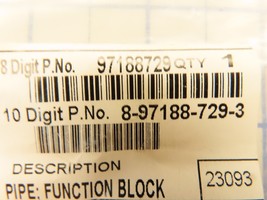 8 Digit P.No. 97188729 QTY 1
10 Digit P.No. 8-97188-729-3
DESCRIPTION
PIPE; FUNCTION BLOCK 23093